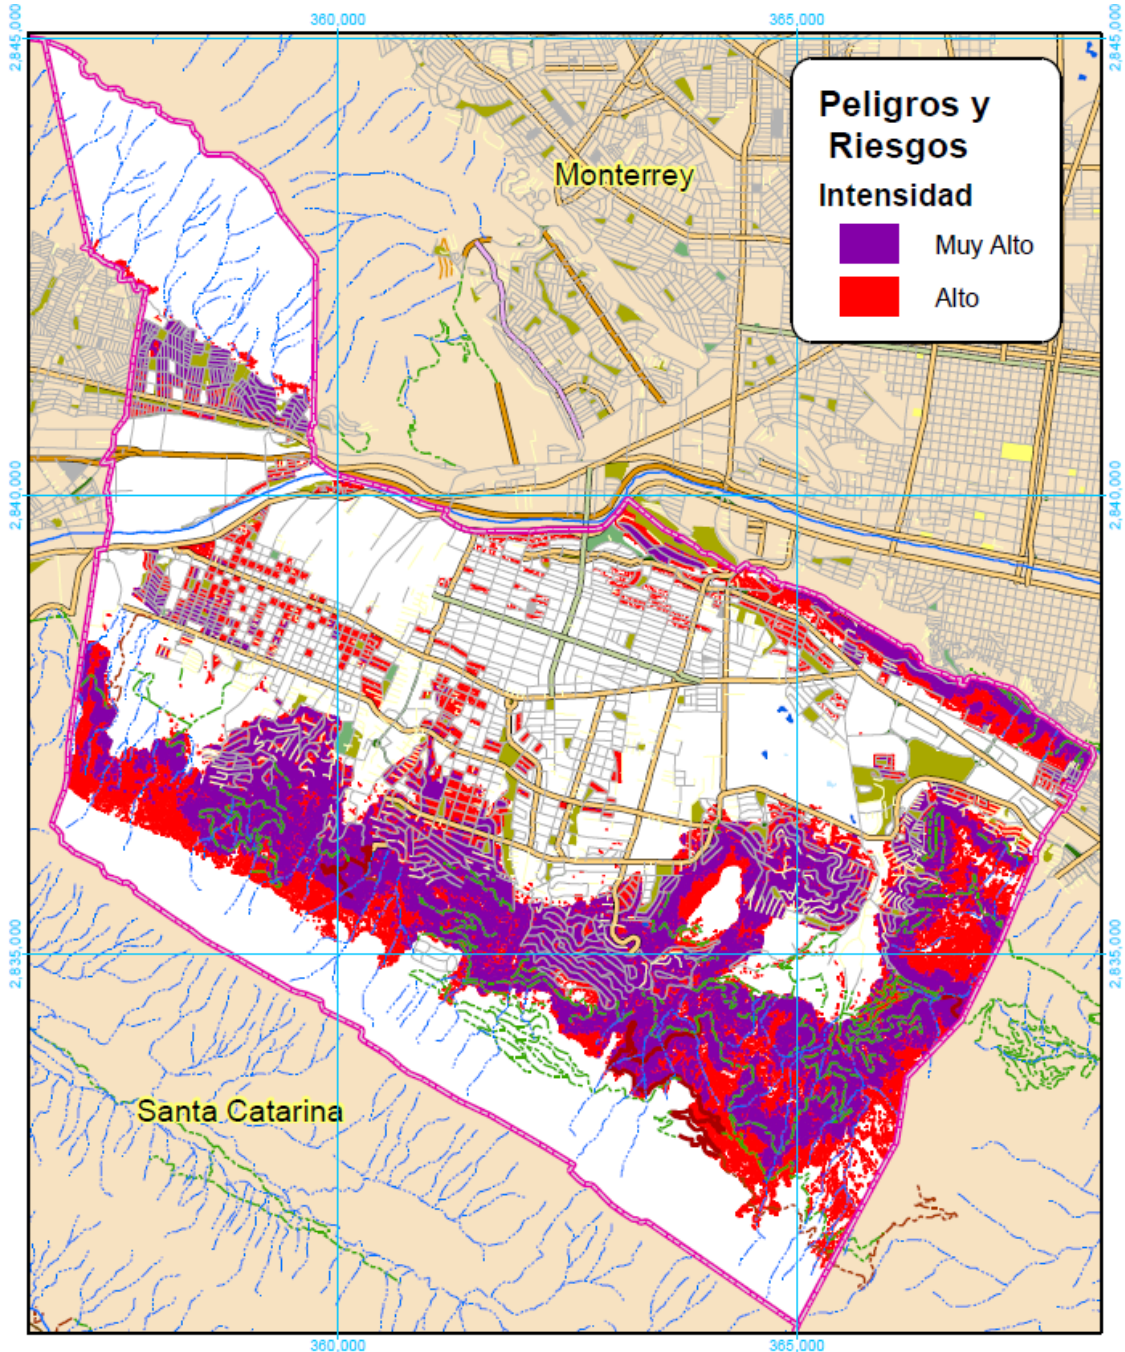 360,000
365,000
2,845,000
2,845,000
Peligros y
Riesgos
Intensidad
Muy Alto
Alto
Monterrey
2,840,000
2,840,000
2,835,000
2,835,000
Santa Catarina
360,000
365,000